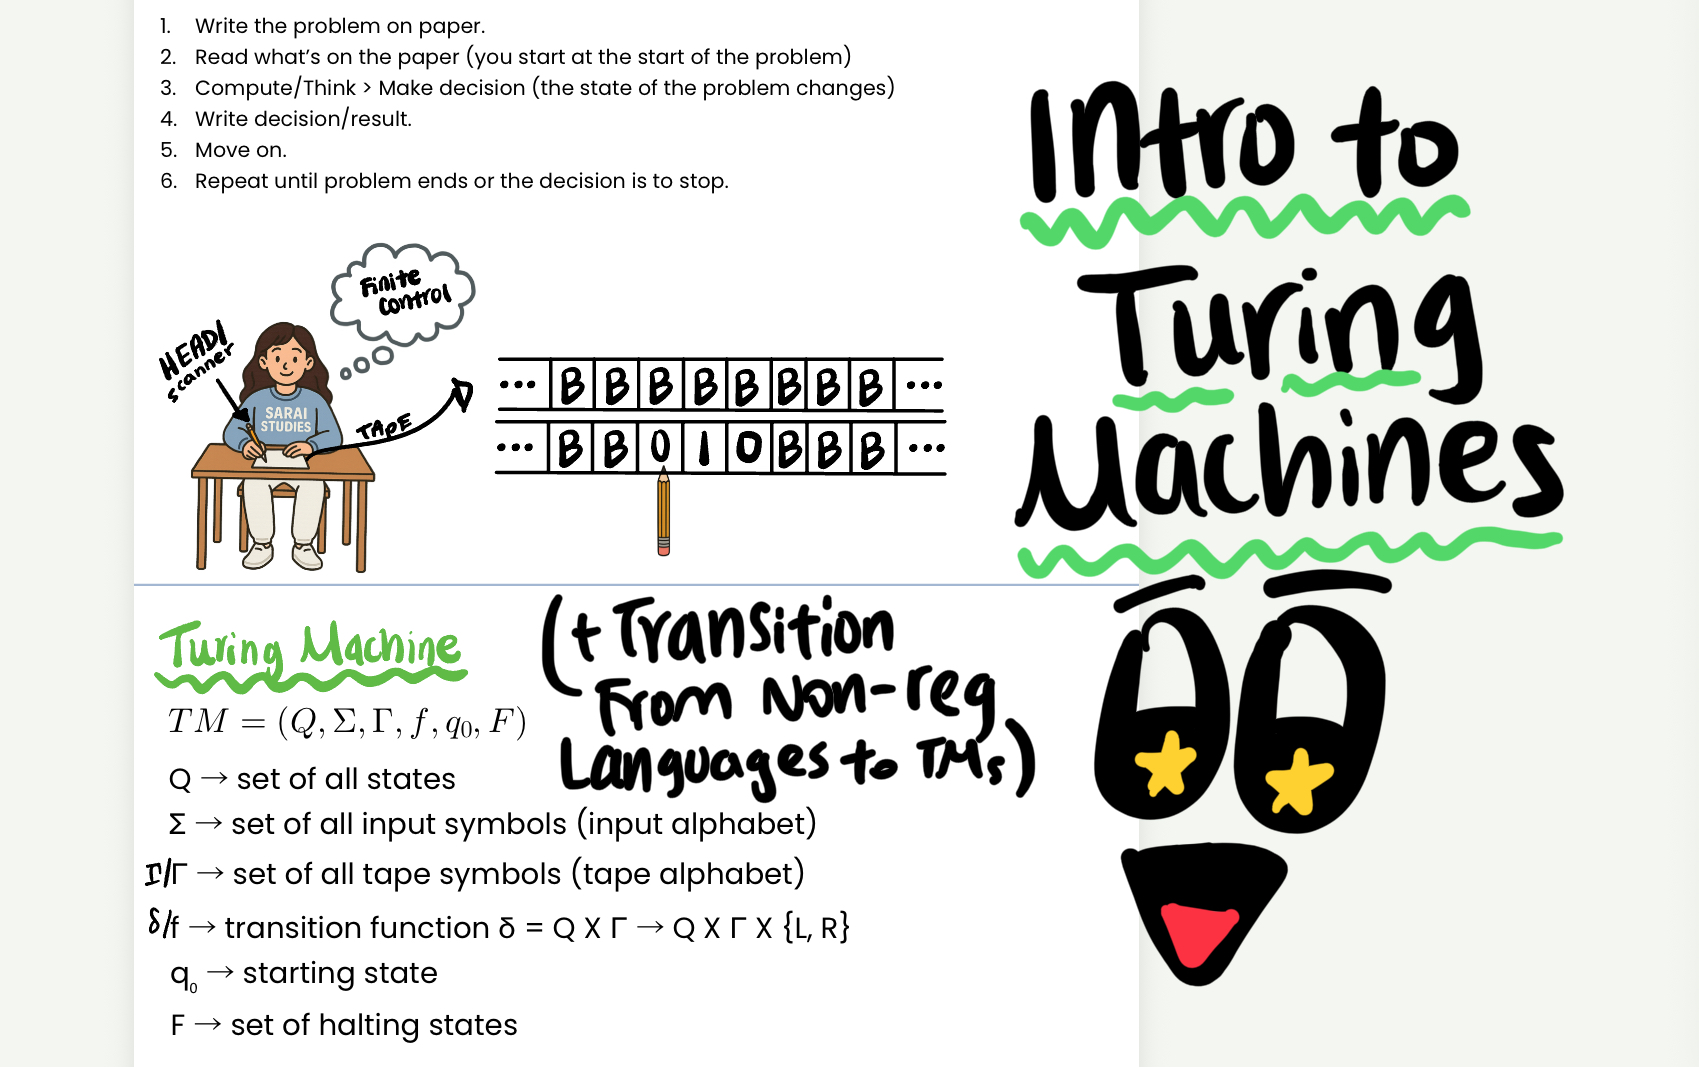 1. Write the problem on paper.
2. Read what's on the paper (you start at the start of the problem)
3. Compute/Think > Make decision (the state of the problem changes)
4. Write decision/result.
5. Move on.
6. Repeat until problem ends or the decision is to stop.
Intro to
Turing
Machines
Finite
control
HEAD/
scanner
SARAI
STUDIES
TAPE
... B B B B B B B B ...
... B B 0 1 0 B B B ...
Turing Machine
(+ Transition
From Non-reg
Languages to TMs)
TM = (Q, Σ, Γ, f, q₀, F)
Q → set of all states
Σ → set of all input symbols (input alphabet)
Γ/Γ → set of all tape symbols (tape alphabet)
δ/f → transition function δ = Q X Γ → Q X Γ X {L, R}
q₀ → starting state
F → set of halting states